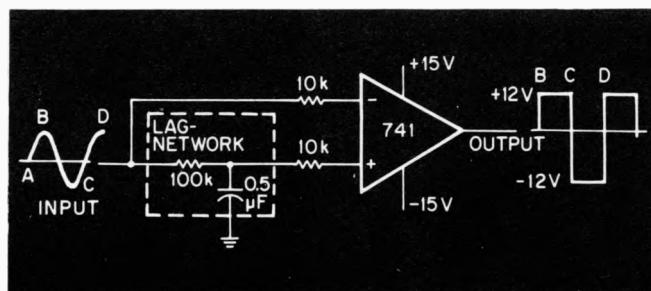 +15V
B C D
10k
+12V
B D
LAG-
NETWORK
10k
741
OUTPUT
A
C
100k
0.5
µF
-12V
INPUT
-15V